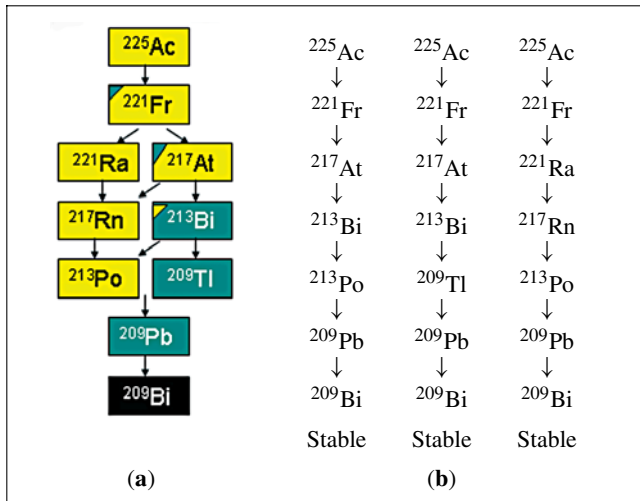 ²²⁵Ac
²²¹Fr
²²¹Ra ²¹⁷At
²¹⁷Rn ²¹³Bi
²¹³Po ²⁰⁹Tl
²⁰⁹Pb
²⁰⁹Bi
(a)
²²⁵Ac ²²⁵Ac ²²⁵Ac
↓ ↓ ↓
²²¹Fr ²²¹Fr ²²¹Fr
↓ ↓ ↓
²¹⁷At ²¹⁷At ²²¹Ra
↓ ↓ ↓
²¹³Bi ²¹³Bi ²¹⁷Rn
↓ ↓ ↓
²¹³Po ²⁰⁹Tl ²¹³Po
↓ ↓ ↓
²⁰⁹Pb ²⁰⁹Pb ²⁰⁹Pb
↓ ↓ ↓
²⁰⁹Bi ²⁰⁹Bi ²⁰⁹Bi
Stable Stable Stable
(b)